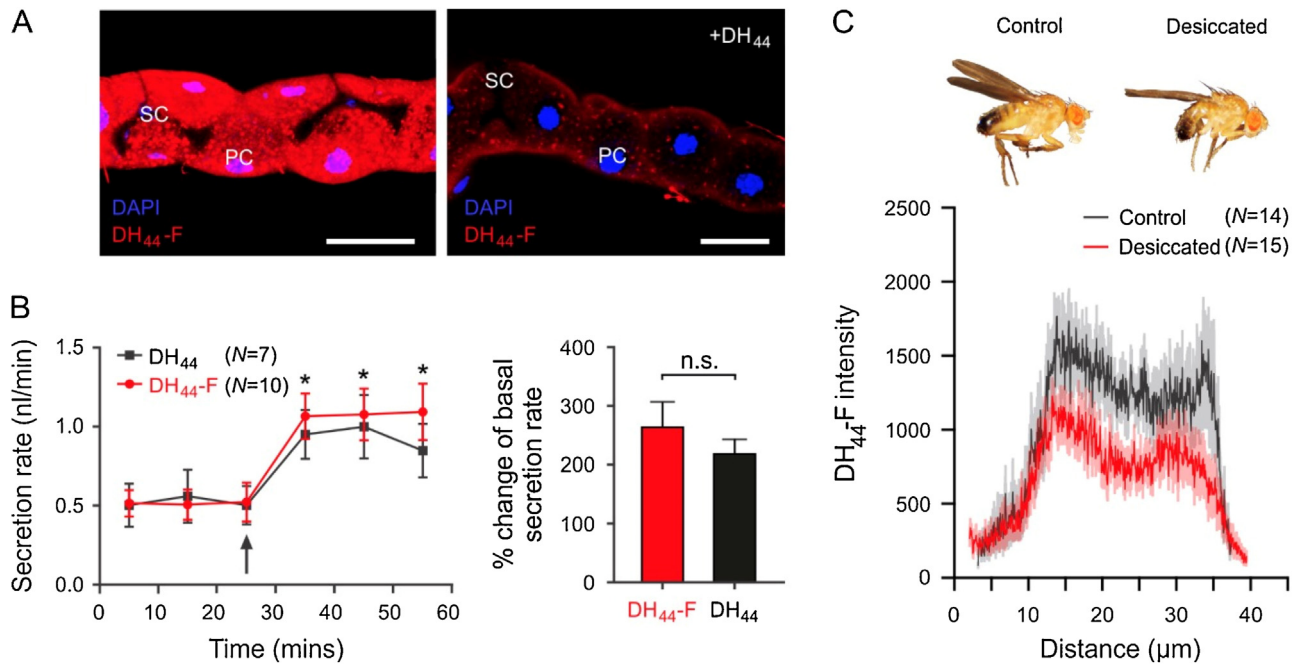 A
SC
PC
DAPI
DH44-F
+DH44
SC
PC
DAPI
DH44-F
B
Secretion rate (nl/min)
1.5
1.0
0.5
0.0
DH44 (N=7)
DH44-F (N=10)
* * *
0 10 20 30 40 50 60
Time (mins)
% change of basal
secretion rate
400
300
200
100
0
n.s.
DH44-F DH44
C
Control Desiccated
Control (N=14)
Desiccated (N=15)
DH44-F intensity
2500
2000
1500
1000
500
0
0 10 20 30 40
Distance (µm)